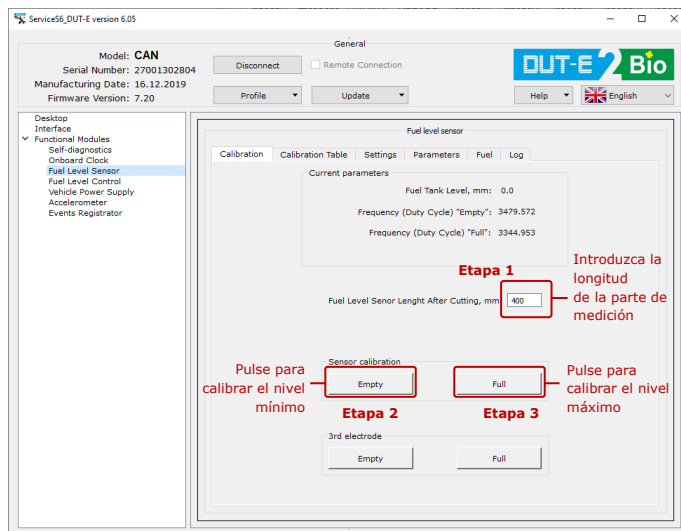 ServiceS6_DUT-E version 6.05
General
Model: CAN
Serial Number: 27001302804
Manufacturing Date: 16.12.2019
Firmware Version: 7.20
Disconnect
Remote Connection
Profile
Update
DUT-E 2 Bio
Help
English
Desktop
Interface
Functional Modules
Self-diagnostics
Onboard Clock
Fuel Level Sensor
Fuel Level Control
Vehicle Power Supply
Accelerometer
Events Registrator
Fuel level sensor
Calibration
Calibration Table
Settings
Parameters
Fuel
Log
Current parameters
Fuel Tank Level, mm: 0.0
Frequency (Duty Cycle) "Empty": 3479.572
Frequency (Duty Cycle) "Full": 3344.953
Etapa 1
Fuel Level Senor Lenght After Cutting, mm
400
Introduzca la
longitud
de la parte de
medición
Sensor calibration
Empty
Full
Pulse para
calibrar el nivel
mínimo
Etapa 2
Etapa 3
Pulse para
calibrar el nivel
máximo
3rd electrode
Empty
Full